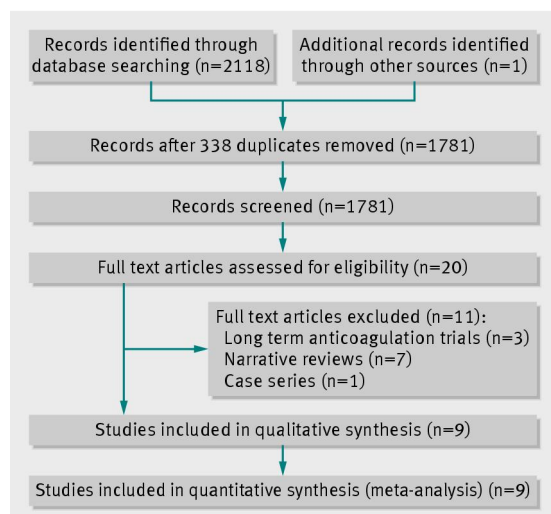 Records identified through
database searching (n=2118)
Additional records identified
through other sources (n=1)
Records after 338 duplicates removed (n=1781)
Records screened (n=1781)
Full text articles assessed for eligibility (n=20)
Full text articles excluded (n=11):
Long term anticoagulation trials (n=3)
Narrative reviews (n=7)
Case series (n=1)
Studies included in qualitative synthesis (n=9)
Studies included in quantitative synthesis (meta-analysis) (n=9)